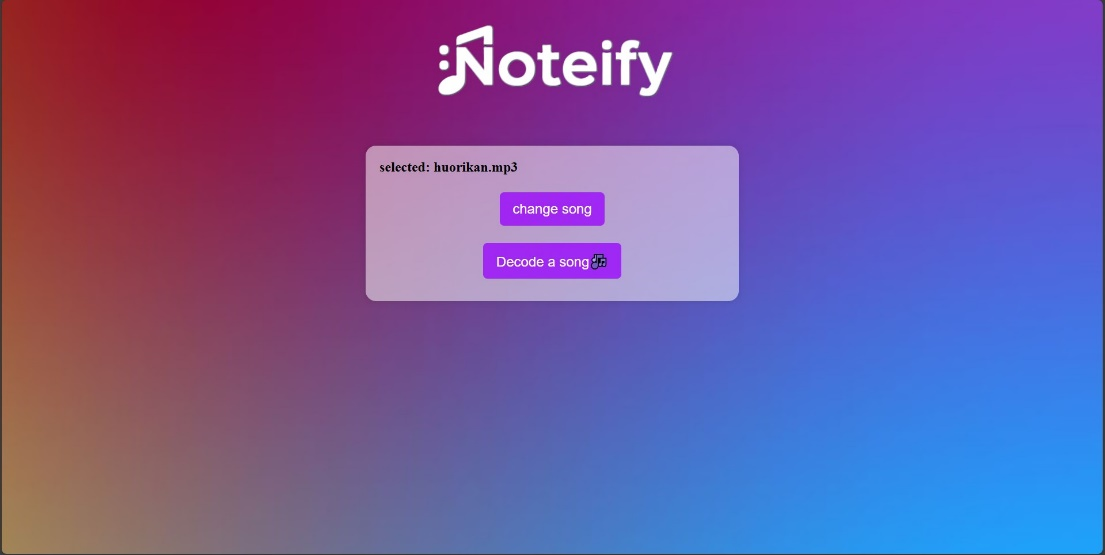 Noteify
selected: huorikan.mp3
change song
Decode a song